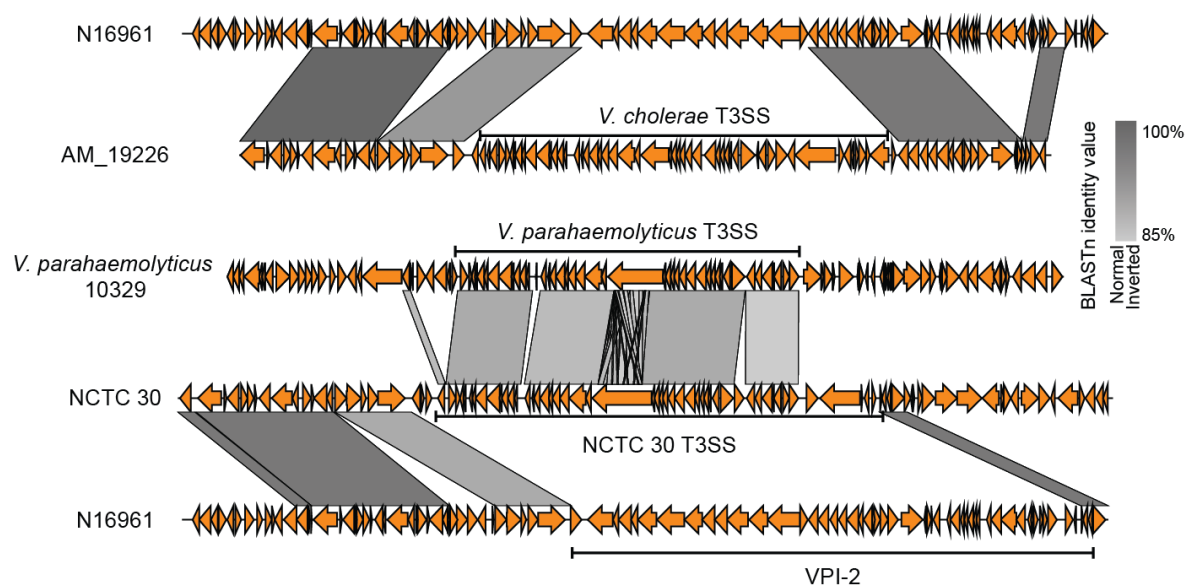 N16961
V. cholerae T3SS
AM_19226
V. parahaemolyticus T3SS
V. parahaemolyticus
10329
NCTC 30
NCTC 30 T3SS
N16961
VPI-2
BLASTn identity value
100%
85%
Normal
Inverted